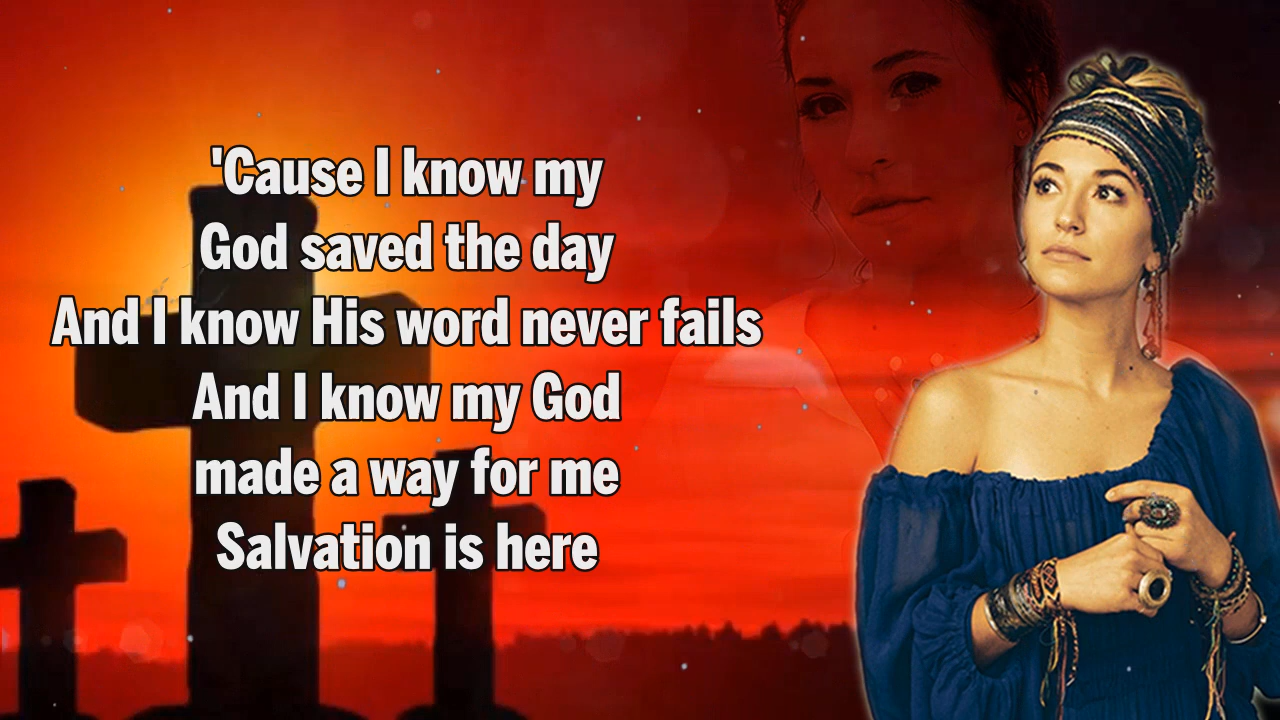 'Cause I know my
God saved the day
And I know His word never fails
And I know my God
made a way for me
Salvation is here